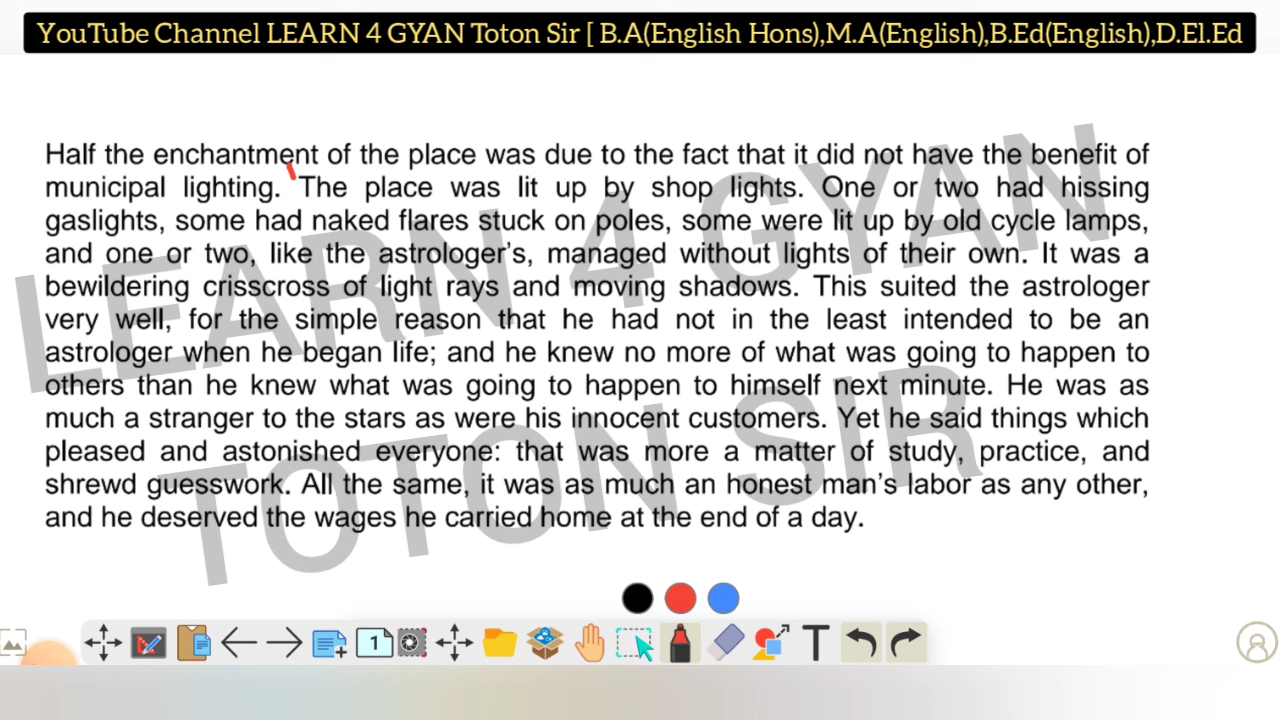 YouTube Channel LEARN 4 GYAN Toton Sir [ B.A(English Hons),M.A(English),B.Ed(English),D.El.Ed
Half the enchantment of the place was due to the fact that it did not have the benefit of
municipal lighting. The place was lit up by shop lights. One or two had hissing
gaslights, some had naked flares stuck on poles, some were lit up by old cycle lamps,
and one or two, like the astrologer’s, managed without lights of their own. It was a
bewildering crisscross of light rays and moving shadows. This suited the astrologer
very well, for the simple reason that he had not in the least intended to be an
astrologer when he began life; and he knew no more of what was going to happen to
others than he knew what was going to happen to himself next minute. He was as
much a stranger to the stars as were his innocent customers. Yet he said things which
pleased and astonished everyone: that was more a matter of study, practice, and
shrewd guesswork. All the same, it was as much an honest man’s labor as any other,
and he deserved the wages he carried home at the end of a day.
LEARN 4 GYAN
TOTON SIR
1
T